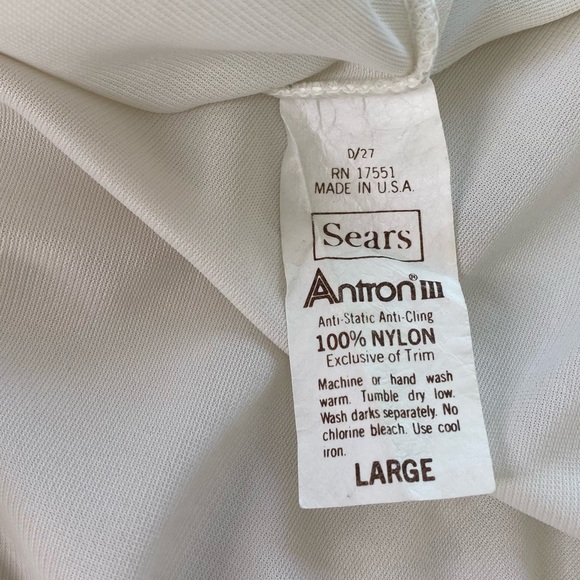 D/27
RN 17551
MADE IN U.S.A.
Sears
Antron® III
Anti-Static Anti-Cling
100% NYLON
Exclusive of Trim
Machine or hand wash
warm. Tumble dry low.
Wash darks separately. No
chlorine bleach. Use cool
iron.
LARGE